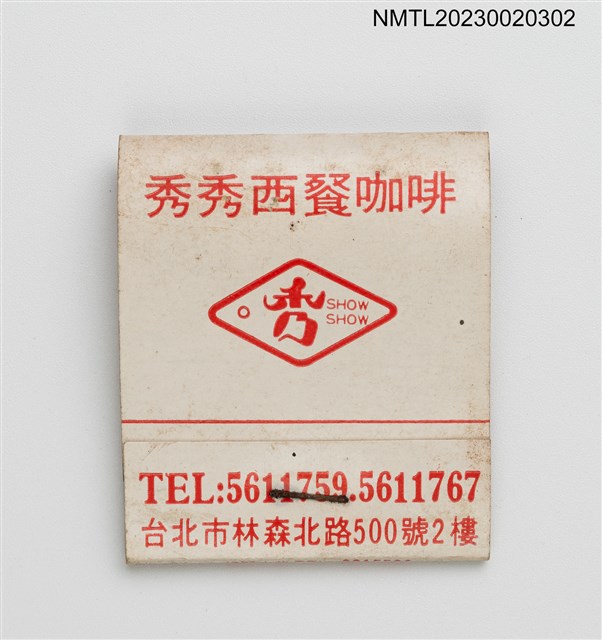 NMTL20230020302
秀秀西餐咖啡
秀
SHOW
SHOW
TEL:5611759.5611767
台北市林森北路500號2樓